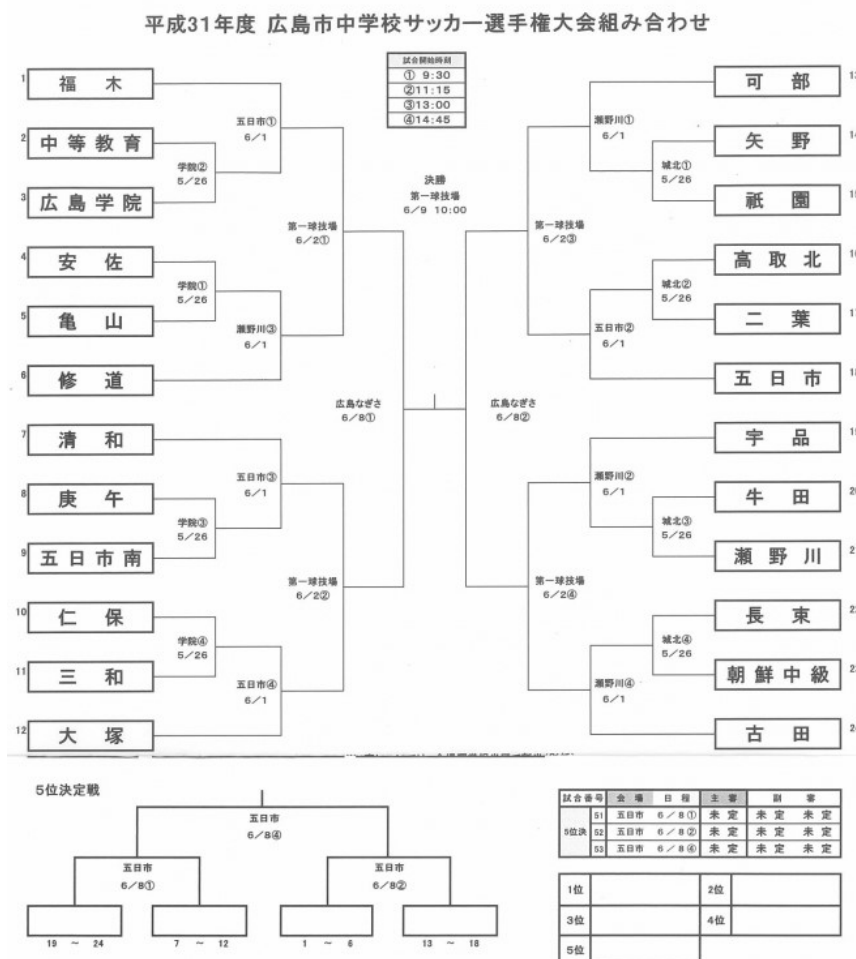 平成31年度 広島市中学校サッカー選手権大会組み合わせ
試合開始時刻
① 9:30
②11:15
③13:00
④14:45
決勝
第一球技場
6/9 10:00
1 福木
五日市①
6/1
2 中等教育
学院②
5/26
3 広島学院
第一球技場
6/2①
4 安佐
学院①
5/26
5 亀山
瀬野川③
6/1
6 修道
広島なぎさ
6/8①
7 清和
五日市③
6/1
8 庚午
学院③
5/26
9 五日市南
第一球技場
6/2②
10 仁保
学院④
5/26
11 三和
五日市④
6/1
12 大塚
可部
瀬野川①
6/1
矢野
城北①
5/26
祇園
第一球技場
6/2③
高取北
城北②
5/26
二葉
五日市②
6/1
五日市
広島なぎさ
6/8②
宇品
瀬野川②
6/1
牛田
城北③
5/26
瀬野川
第一球技場
6/2④
長束
城北④
5/26
朝鮮中級
瀬野川④
6/1
古田
5位決定戦
五日市
6/8④
五日市
6/8①
五日市
6/8②
19 ~ 24
7 ~ 12
1 ~ 6
13 ~ 18
試合番号 会場 日程 主審 副審
5位決
51 五日市 6/8① 未定 未定 未定
52 五日市 6/8② 未定 未定 未定
53 五日市 6/8④ 未定 未定 未定
1位 2位
3位 4位
5位